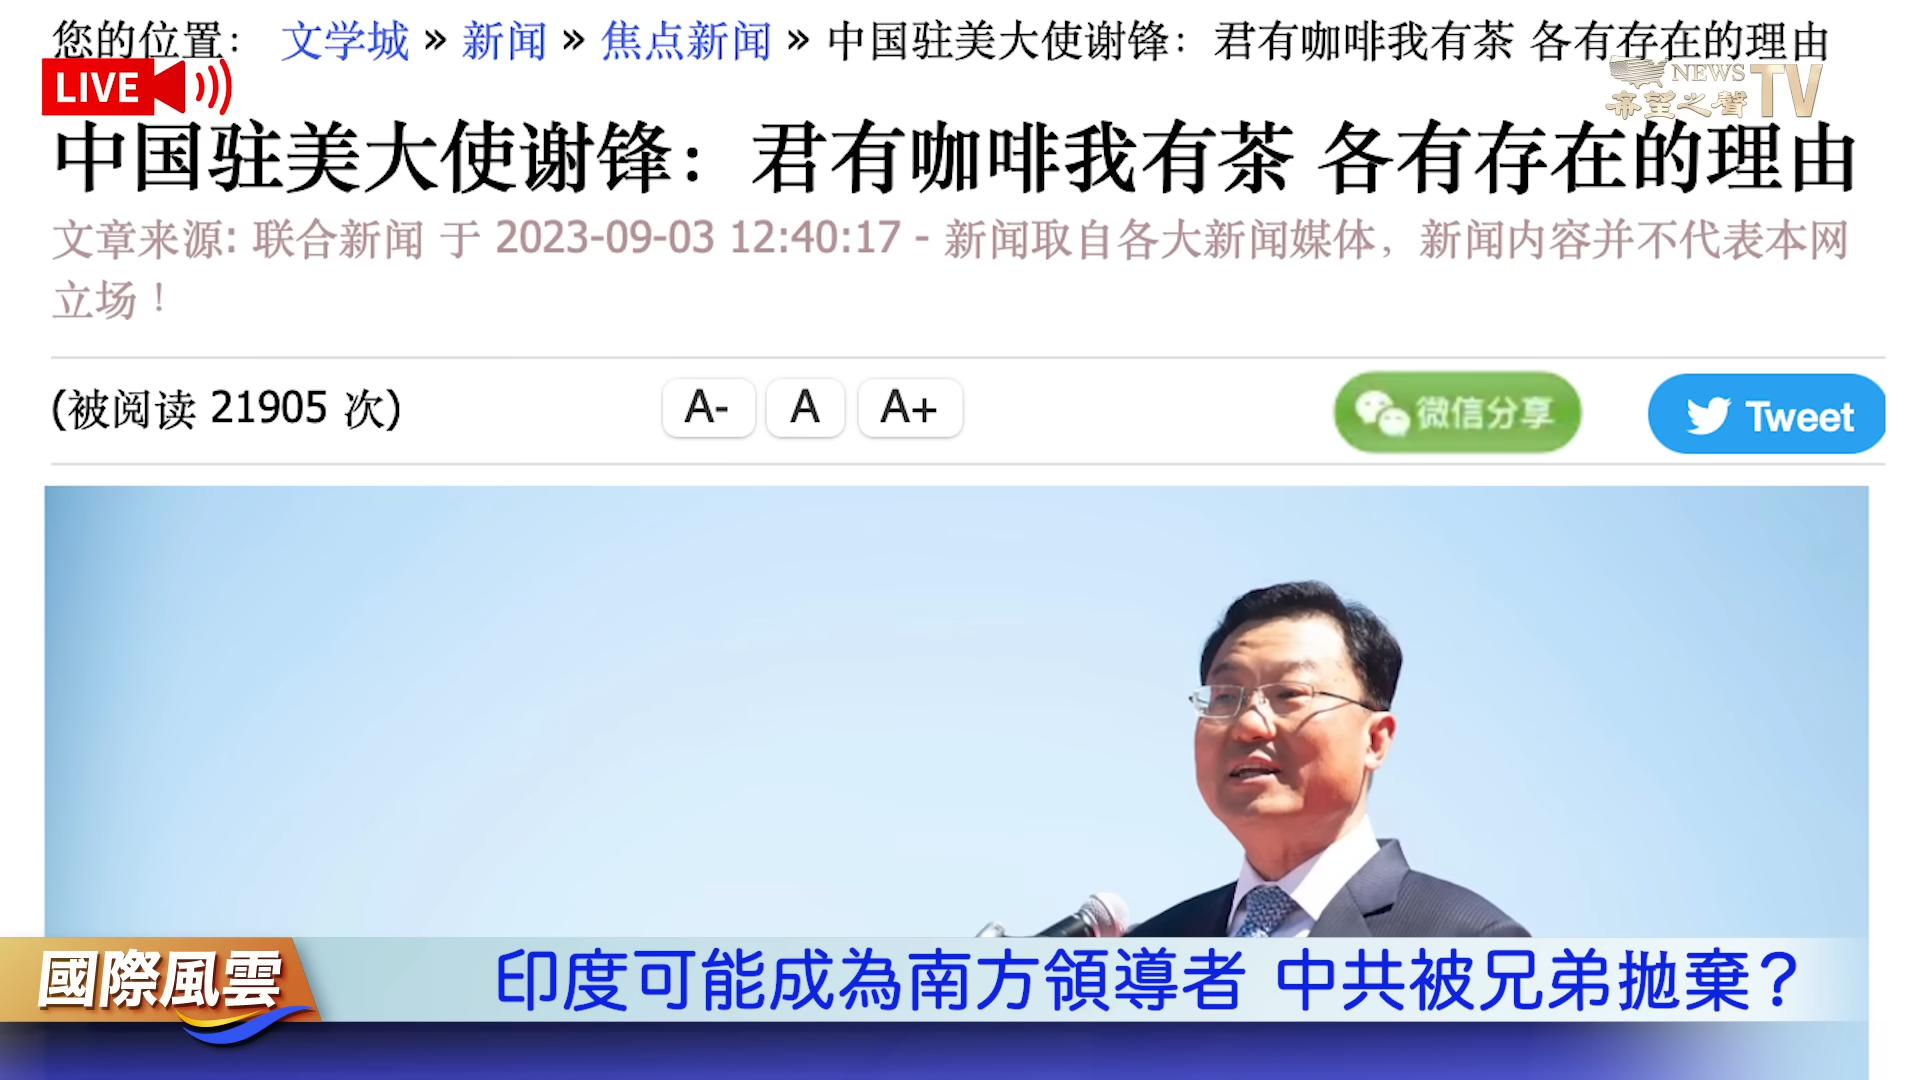 您的位置： 文学城 » 新闻 » 焦点新闻 » 中国驻美大使谢锋：君有咖啡我有茶 各有存在的理由
LIVE
NEWS
希望之聲 TV
中国驻美大使谢锋：君有咖啡我有茶 各有存在的理由
文章来源: 联合新闻 于 2023-09-03 12:40:17 - 新闻取自各大新闻媒体，新闻内容并不代表本网
立场！
(被阅读 21905 次)
A- A A+
微信分享
Tweet
國際風雲
印度可能成為南方領導者 中共被兄弟拋棄？